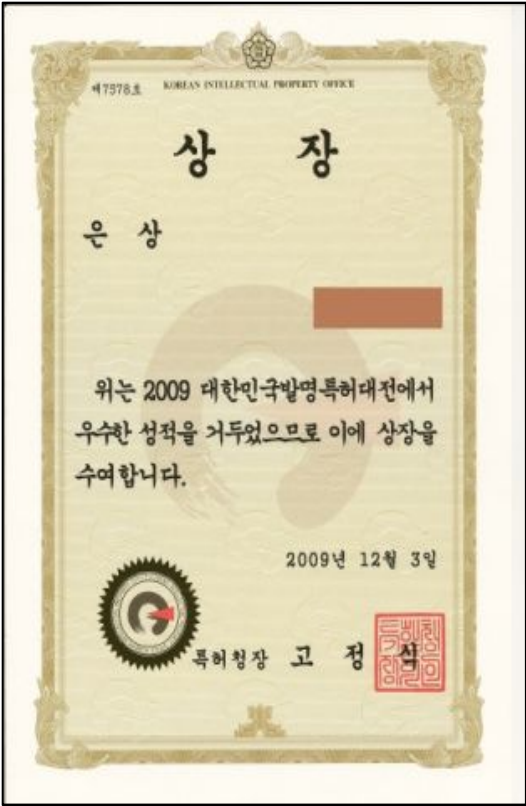 제7378호
KOREAN INTELLECTUAL PROPERTY OFFICE
상 장
은 상
위는 2009 대한민국발명특허대전에서
우수한 성적을 거두었으므로 이에 상장을
수여합니다.
2009년 12월 3일
특허청장 고 정 식